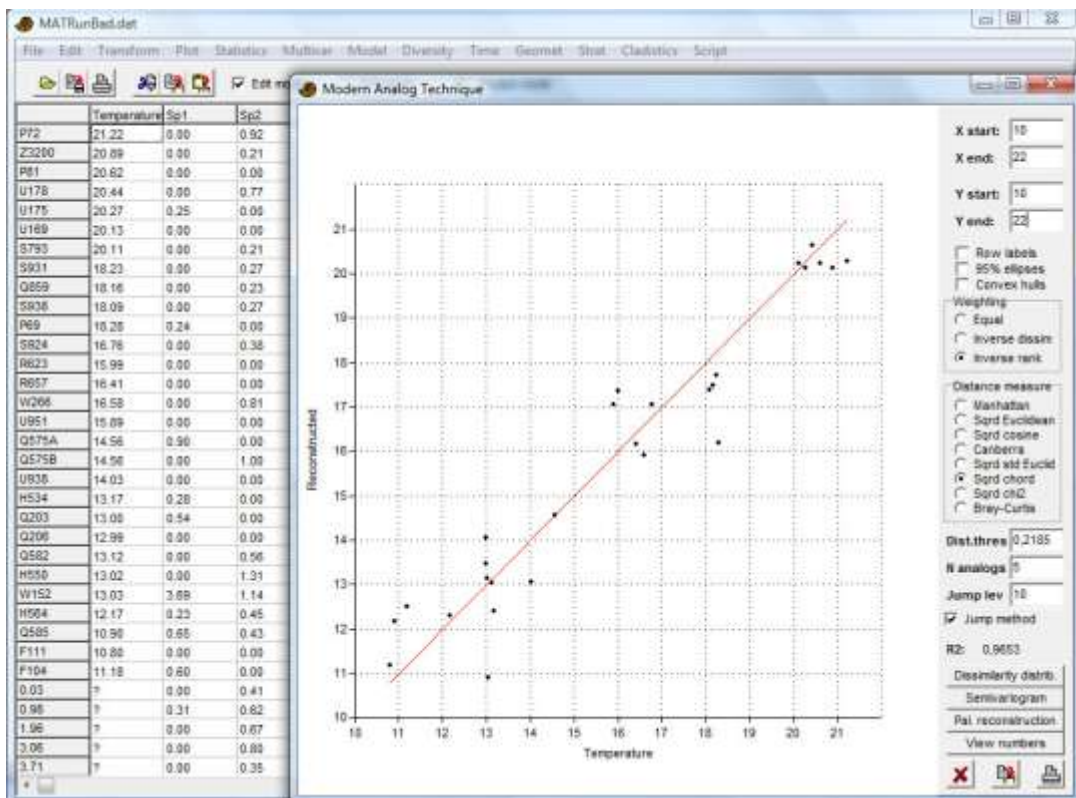 MATRunBad.dat
File Edit Transform Plot Statistics Multivar Model Diversity Time Geomet Strat Cladistics Script
Edit mo
Temperature Sp1 Sp2
P72 21.22 0.00 0.92
Z3200 20.89 0.00 0.21
P81 20.62 0.00 0.00
U178 20.44 0.00 0.77
U175 20.27 0.25 0.00
U169 20.13 0.00 0.00
S793 20.11 0.00 0.21
S931 18.23 0.00 0.27
Q859 18.16 0.00 0.23
S938 18.09 0.00 0.27
P69 18.28 0.24 0.00
S924 16.76 0.00 0.38
R623 15.99 0.00 0.00
R657 16.41 0.00 0.00
W266 16.58 0.00 0.81
U951 15.89 0.00 0.00
Q575A 14.56 0.90 0.00
Q575B 14.56 0.00 1.00
U938 14.03 0.00 0.00
H534 13.17 0.28 0.00
Q203 13.00 0.54 0.00
Q206 12.99 0.00 0.00
Q582 13.12 0.00 0.56
H550 13.02 0.00 1.31
W152 13.03 3.69 1.14
H564 12.17 0.23 0.45
Q585 10.90 0.65 0.43
F111 10.80 0.00 0.00
F104 11.18 0.60 0.00
0.03 ? 0.00 0.41
0.98 ? 0.31 0.62
1.96 ? 0.00 0.67
3.06 ? 0.00 0.80
3.71 ? 0.00 0.35
Modern Analog Technique
21
20
19
18
17
16
15
14
13
12
11
10
Reconstructed
10 11 12 13 14 15 16 17 18 19 20 21
Temperature
X start: 10
X end: 22
Y start: 10
Y end: 22
Row labels
95% ellipses
Convex hulls
Weighting
Equal
Inverse dissim
Inverse rank
Distance measure
Manhattan
Sqrd Euclidean
Sqrd cosine
Canberra
Sqrd std Euclid
Sqrd chord
Sqrd chi2
Bray-Curtis
Dist.thres 0,2185
N analogs 5
Jump lev 10
Jump method
R2: 0,9653
Dissimilarity distrib.
Semivariogram
Pal. reconstruction
View numbers